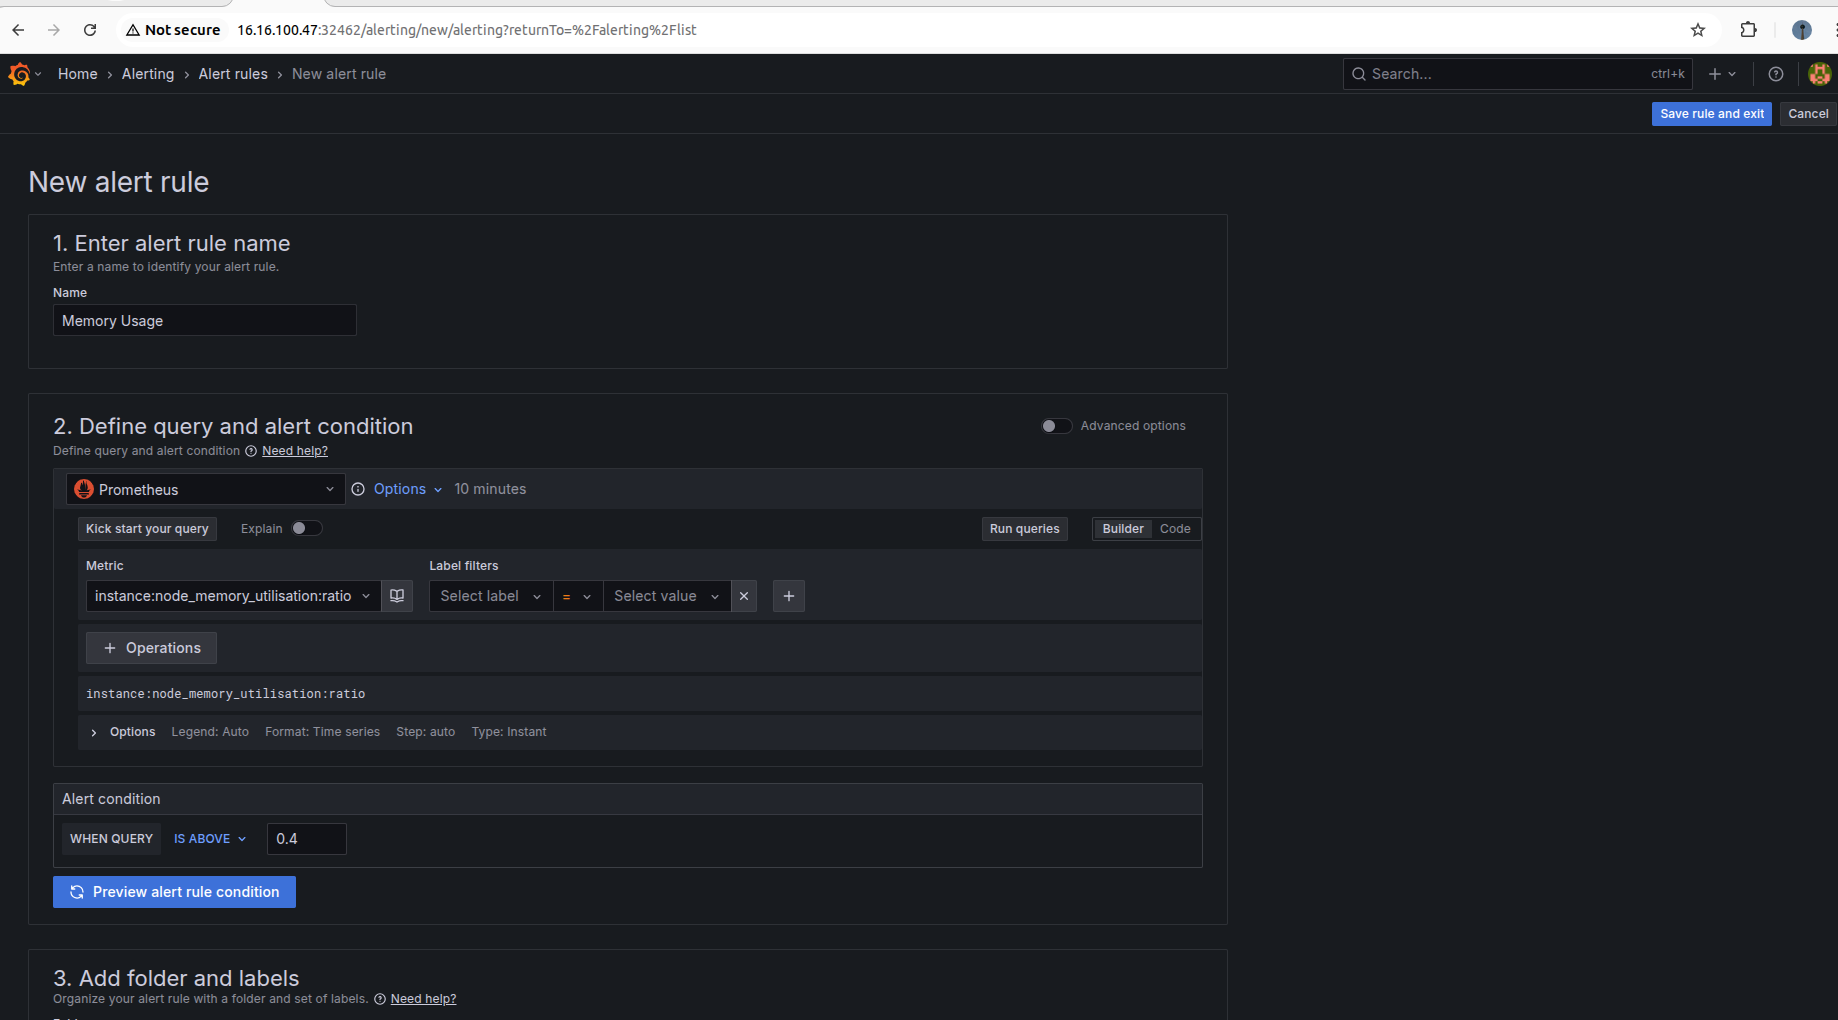 Not secure 16.16.100.47:32462/alerting/new/alerting?returnTo=%2Falerting%2Flist
Home › Alerting › Alert rules › New alert rule
Search... ctrl+k
Save rule and exit Cancel
New alert rule
1. Enter alert rule name
Enter a name to identify your alert rule.
Name
Memory Usage
2. Define query and alert condition
Advanced options
Define query and alert condition Need help?
Prometheus Options 10 minutes
Kick start your query Explain Run queries Builder Code
Metric Label filters
instance:node_memory_utilisation:ratio Select label = Select value
+ Operations
instance:node_memory_utilisation:ratio
Options Legend: Auto Format: Time series Step: auto Type: Instant
Alert condition
WHEN QUERY IS ABOVE 0.4
Preview alert rule condition
3. Add folder and labels
Organize your alert rule with a folder and set of labels. Need help?